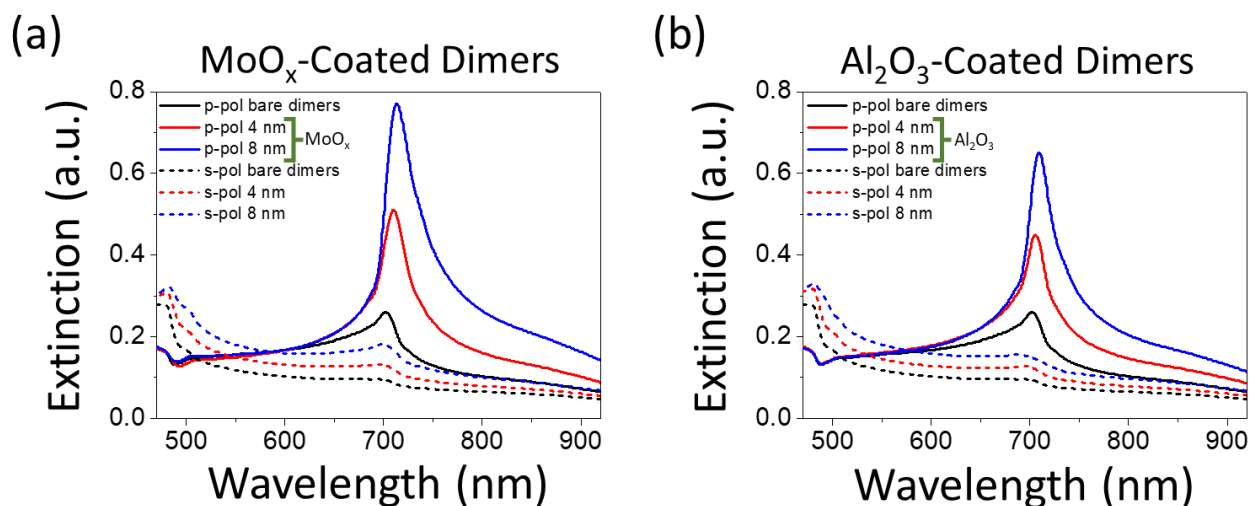 (a)
MoOₓ-Coated Dimers
Extinction (a.u.)
0.8
0.6
0.4
0.2
0.0
p-pol bare dimers
p-pol 4 nm
p-pol 8 nm
MoOₓ
s-pol bare dimers
s-pol 4 nm
s-pol 8 nm
500 600 700 800 900
Wavelength (nm)
(b)
Al₂O₃-Coated Dimers
Extinction (a.u.)
0.8
0.6
0.4
0.2
0.0
p-pol bare dimers
p-pol 4 nm
p-pol 8 nm
Al₂O₃
s-pol bare dimers
s-pol 4 nm
s-pol 8 nm
500 600 700 800 900
Wavelength (nm)